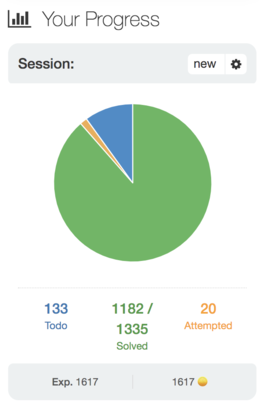 Your Progress
Session: new
133 1182 / 20
1335
Todo Solved Attempted
Exp. 1617 1617